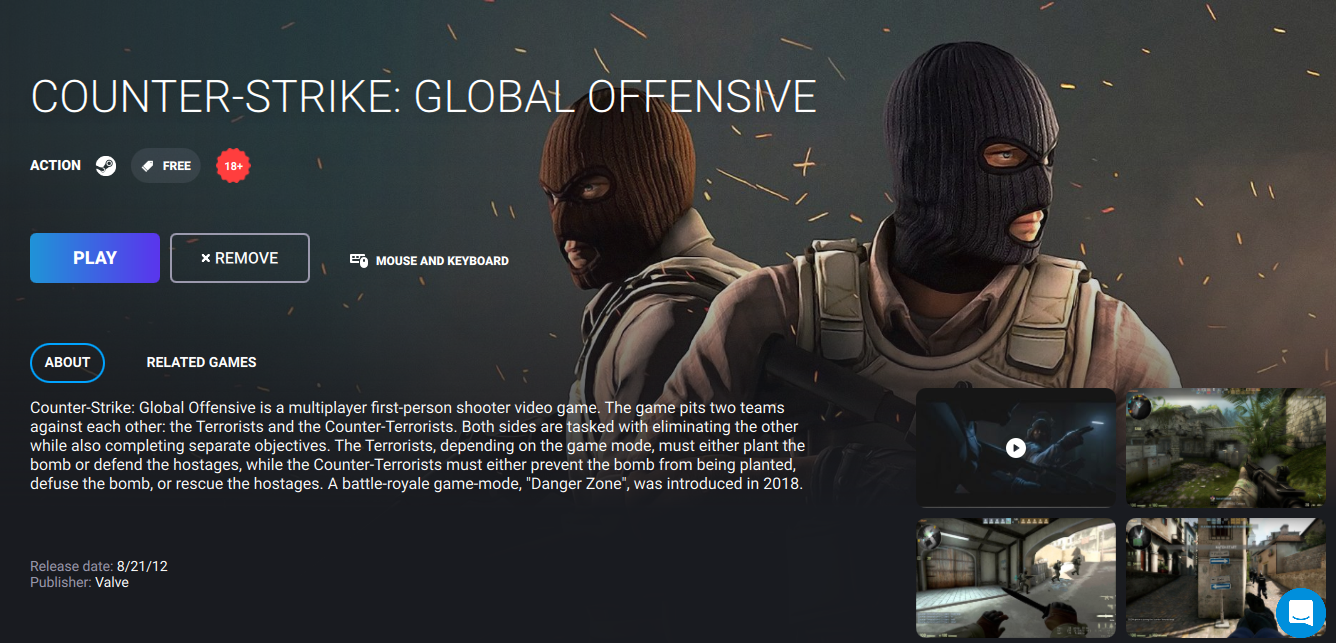 COUNTER-STRIKE: GLOBAL OFFENSIVE
ACTION FREE 18+
PLAY × REMOVE MOUSE AND KEYBOARD
ABOUT RELATED GAMES
Counter-Strike: Global Offensive is a multiplayer first-person shooter video game. The game pits two teams
against each other: the Terrorists and the Counter-Terrorists. Both sides are tasked with eliminating the other
while also completing separate objectives. The Terrorists, depending on the game mode, must either plant the
bomb or defend the hostages, while the Counter-Terrorists must either prevent the bomb from being planted,
defuse the bomb, or rescue the hostages. A battle-royale game-mode, "Danger Zone", was introduced in 2018.
Release date: 8/21/12
Publisher: Valve